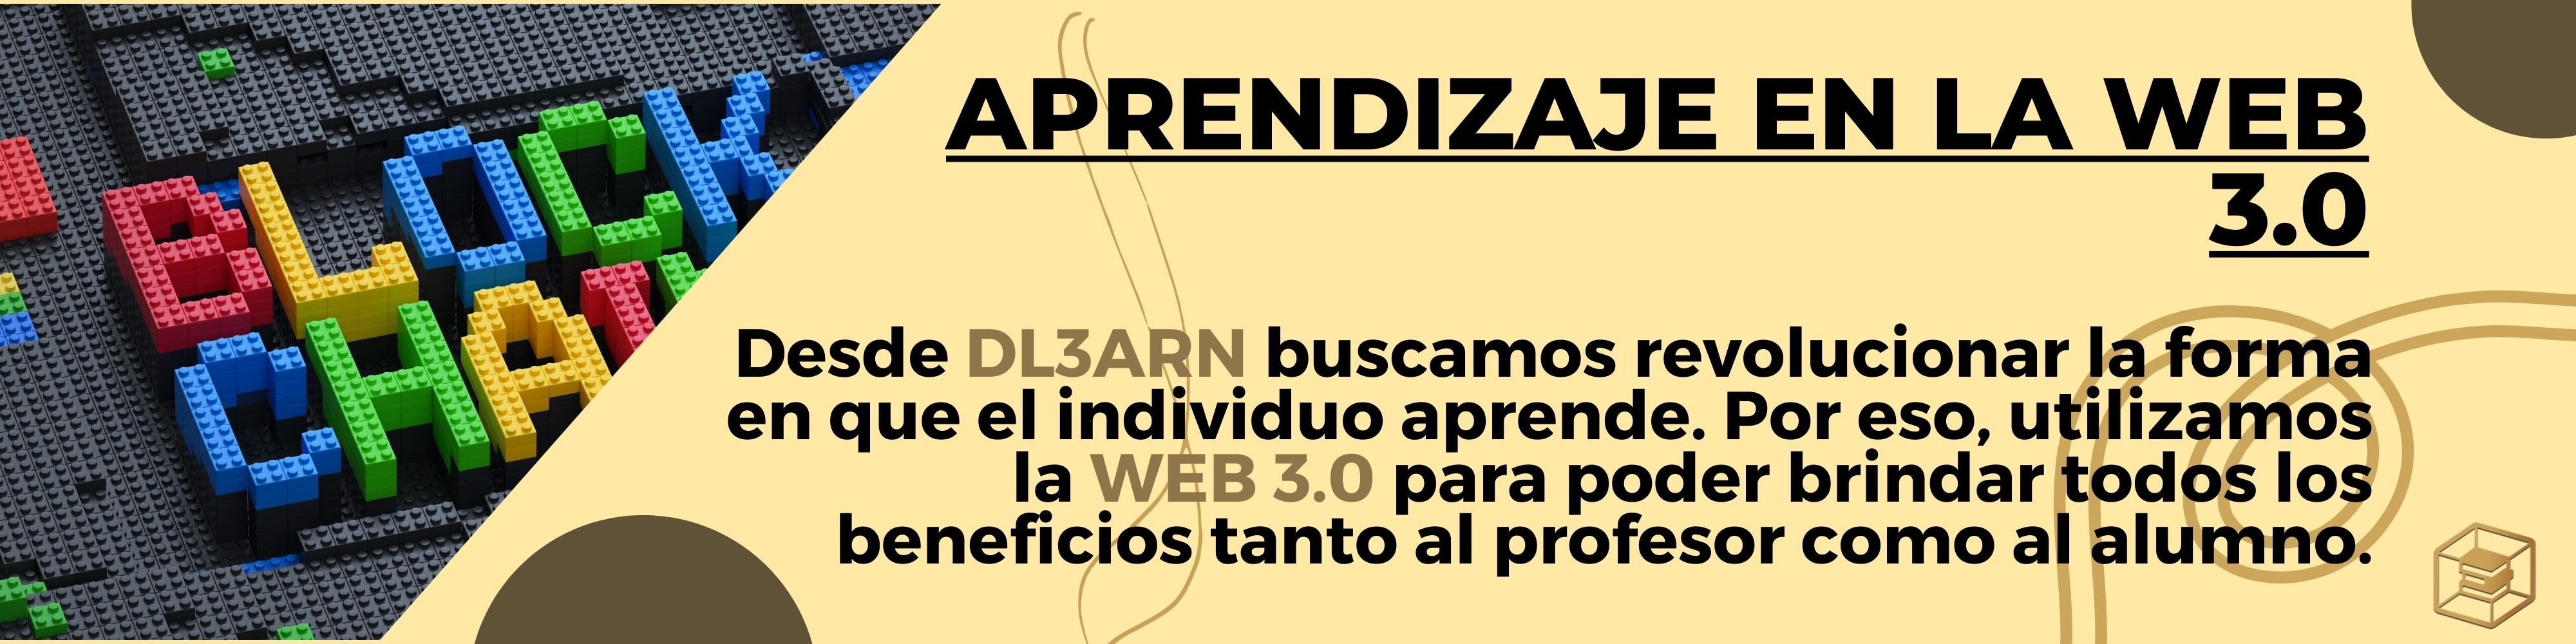 BLOCK
CHA
APRENDIZAJE EN LA WEB
3.0
Desde DL3ARN buscamos revolucionar la forma
en que el individuo aprende. Por eso, utilizamos
la WEB 3.0 para poder brindar todos los
beneficios tanto al profesor como al alumno.